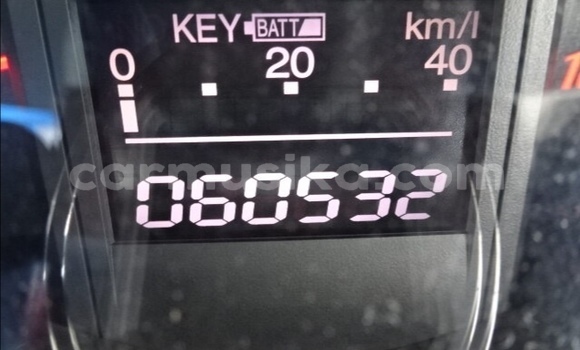 KEY BATT km/l
0 20 40
carmusika.com
060532